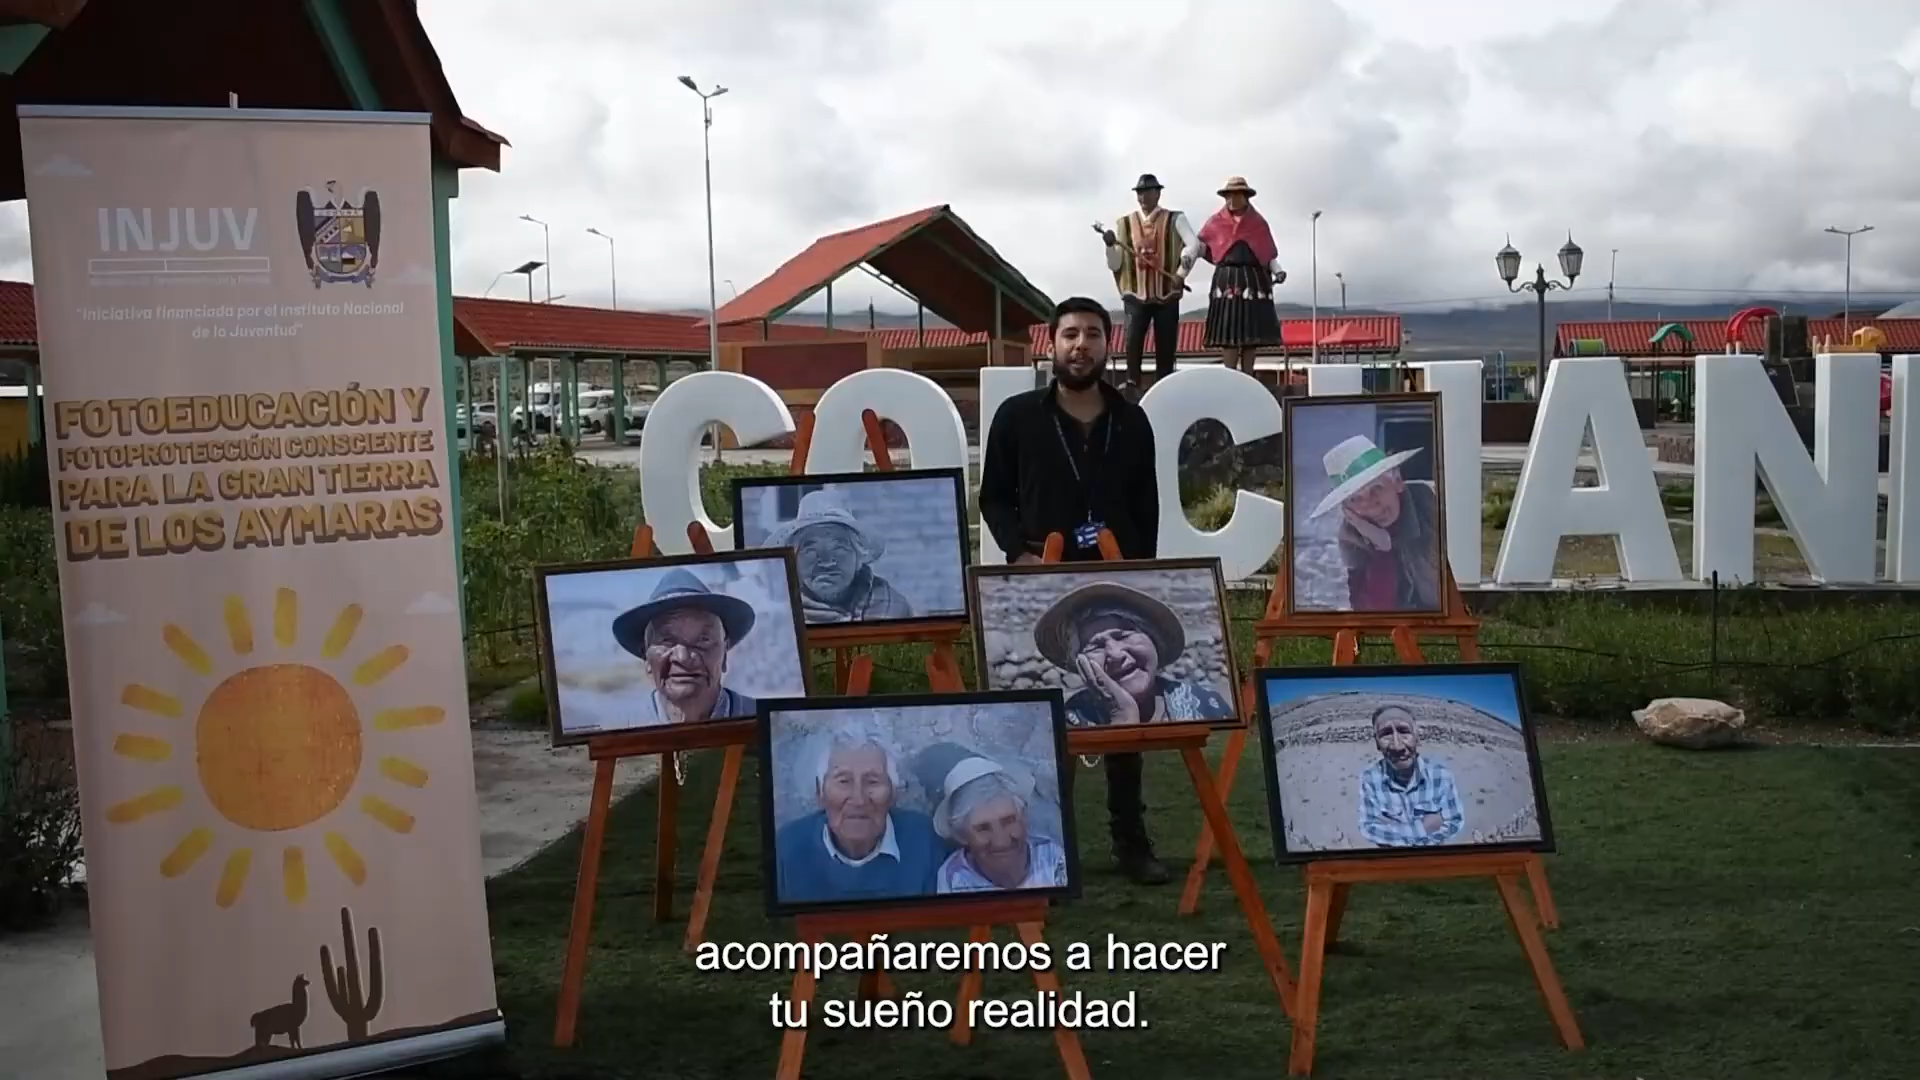 INJUV
"Iniciativa financiada por el Instituto Nacional
de la Juventud"
FOTOEDUCACIÓN Y
FOTOPROTECCIÓN CONSCIENTE
PARA LA GRAN TIERRA
DE LOS AYMARAS
COLCHANE
acompañaremos a hacer
tu sueño realidad.